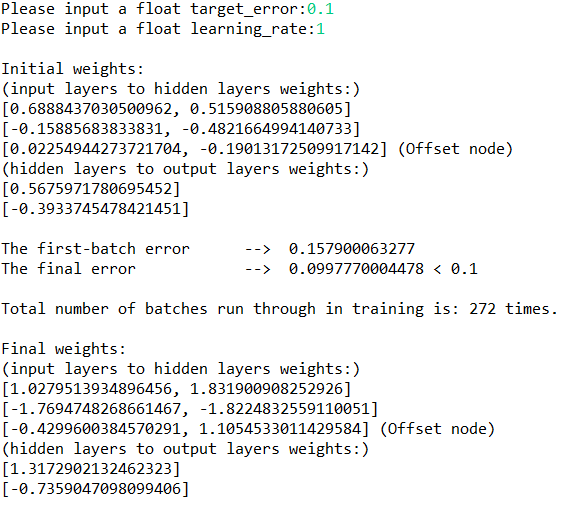 Please input a float target_error:0.1
Please input a float learning_rate:1
Initial weights:
(input layers to hidden layers weights:)
[0.6888437030500962, 0.515908805880605]
[-0.15885683833831, -0.4821664994140733]
[0.02254944273721704, -0.19013172509917142] (Offset node)
(hidden layers to output layers weights:)
[0.5675971780695452]
[-0.3933745478421451]
The first-batch error      -->  0.157900063277
The final error            -->  0.0997770004478 < 0.1
Total number of batches run through in training is: 272 times.
Final weights:
(input layers to hidden layers weights:)
[1.0279513934896456, 1.831900908252926]
[-1.7694748268661467, -1.8224832559110051]
[-0.4299600384570291, 1.1054533011429584] (Offset node)
(hidden layers to output layers weights:)
[1.3172902132462323]
[-0.7359047098099406]